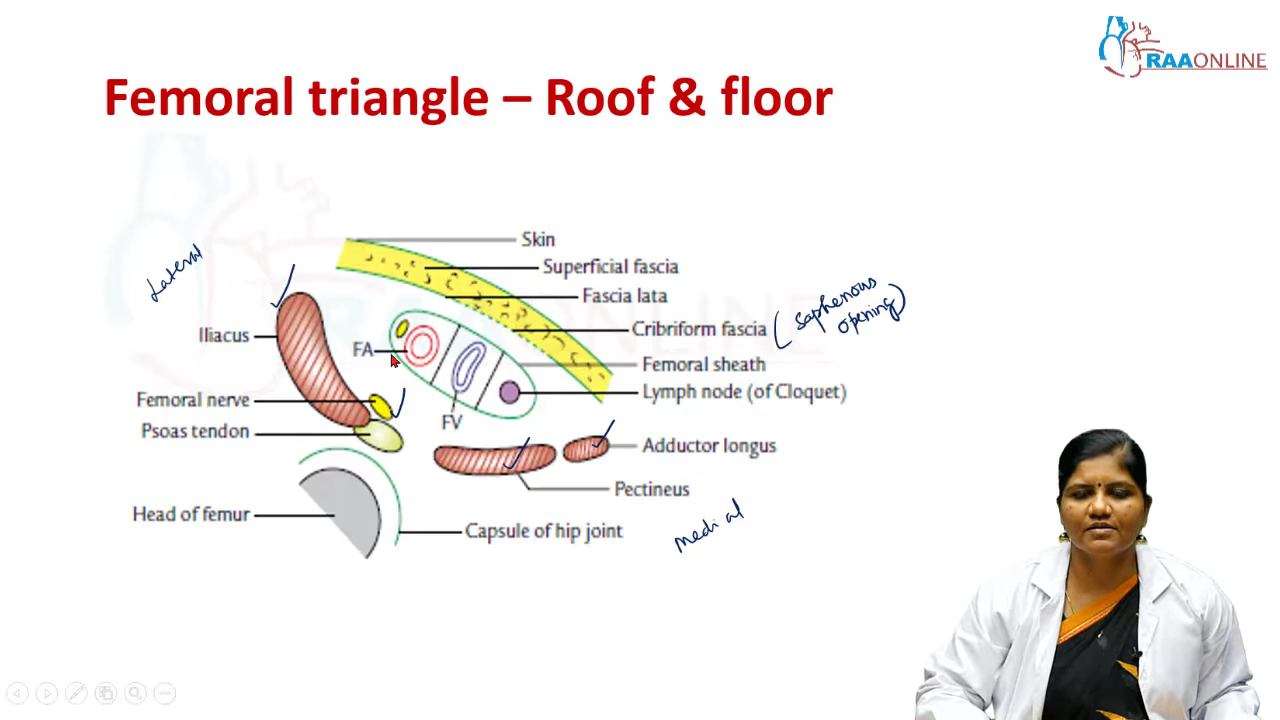 RAAONLINE
Femoral triangle – Roof & floor
Skin
Lateral
Superficial fascia
Fascia lata
Iliacus
Cribriform fascia (saphenous
opening)
FA
Femoral sheath
Femoral nerve
Lymph node (of Cloquet)
FV
Psoas tendon
Adductor longus
Pectineus
Head of femur
Capsule of hip joint
medial